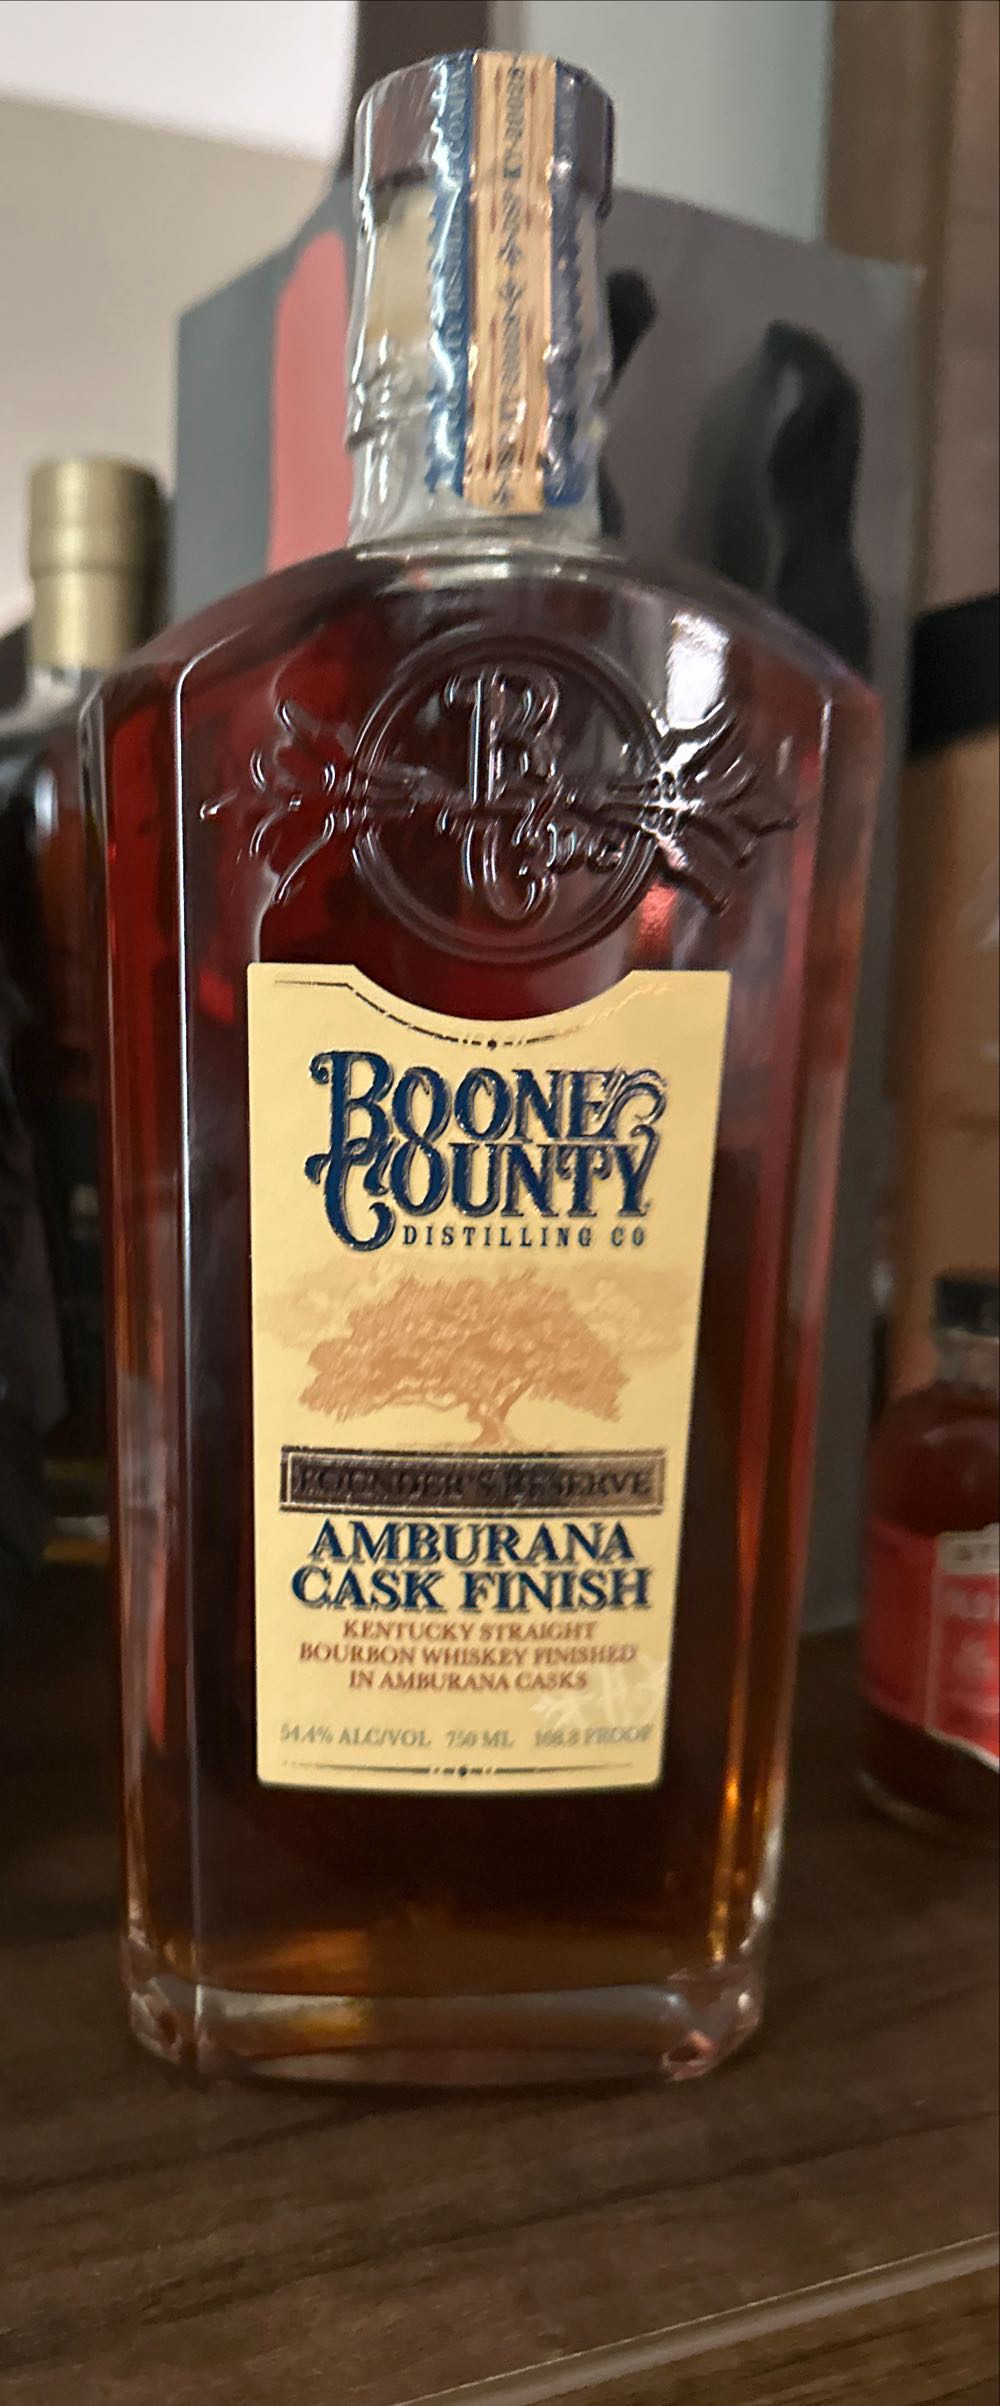 BOONE
COUNTY
DISTILLING CO
FOUNDER'S RESERVE
AMBURANA
CASK FINISH
KENTUCKY STRAIGHT
BOURBON WHISKEY FINISHED
IN AMBURANA CASKS
54.4% ALC/VOL 750 ML 108.8 PROOF